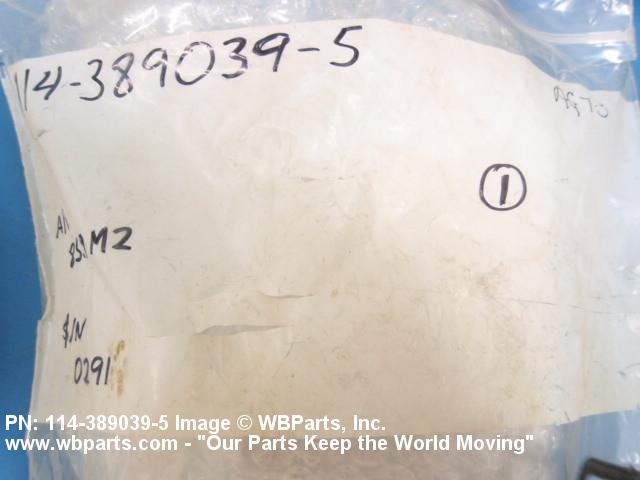 114-389039-5
①
M2
S/N
0291
PN: 114-389039-5 Image © WBParts, Inc.
www.wbparts.com - "Our Parts Keep the World Moving"